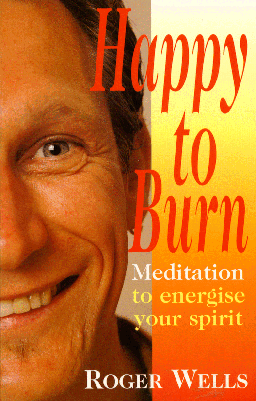 Happy
to
Burn
Meditation
to energise
your spirit
ROGER WELLS